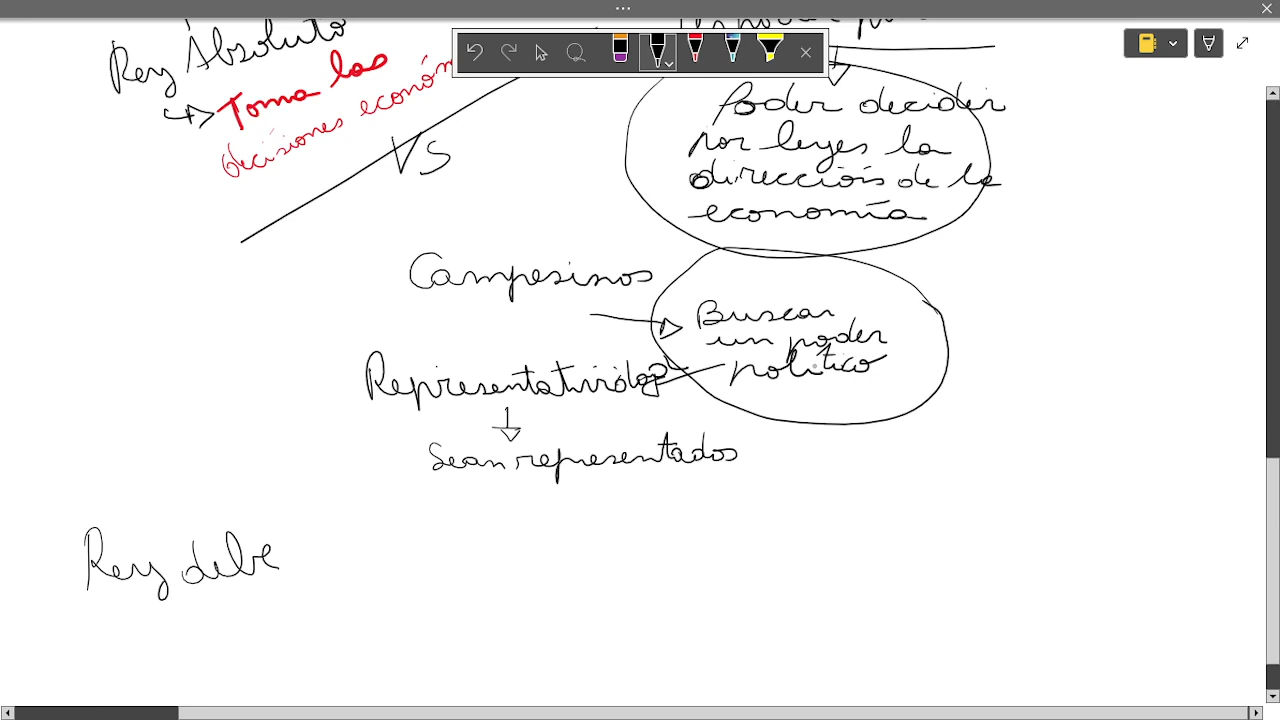 Rey Absoluto
Toma las
decisiones económ
VS
Poder decidir
por leyes la
dirección de la
economía
Campesinos
Buscar
un poder
político
Representatividad
Sean representados
Rey debe